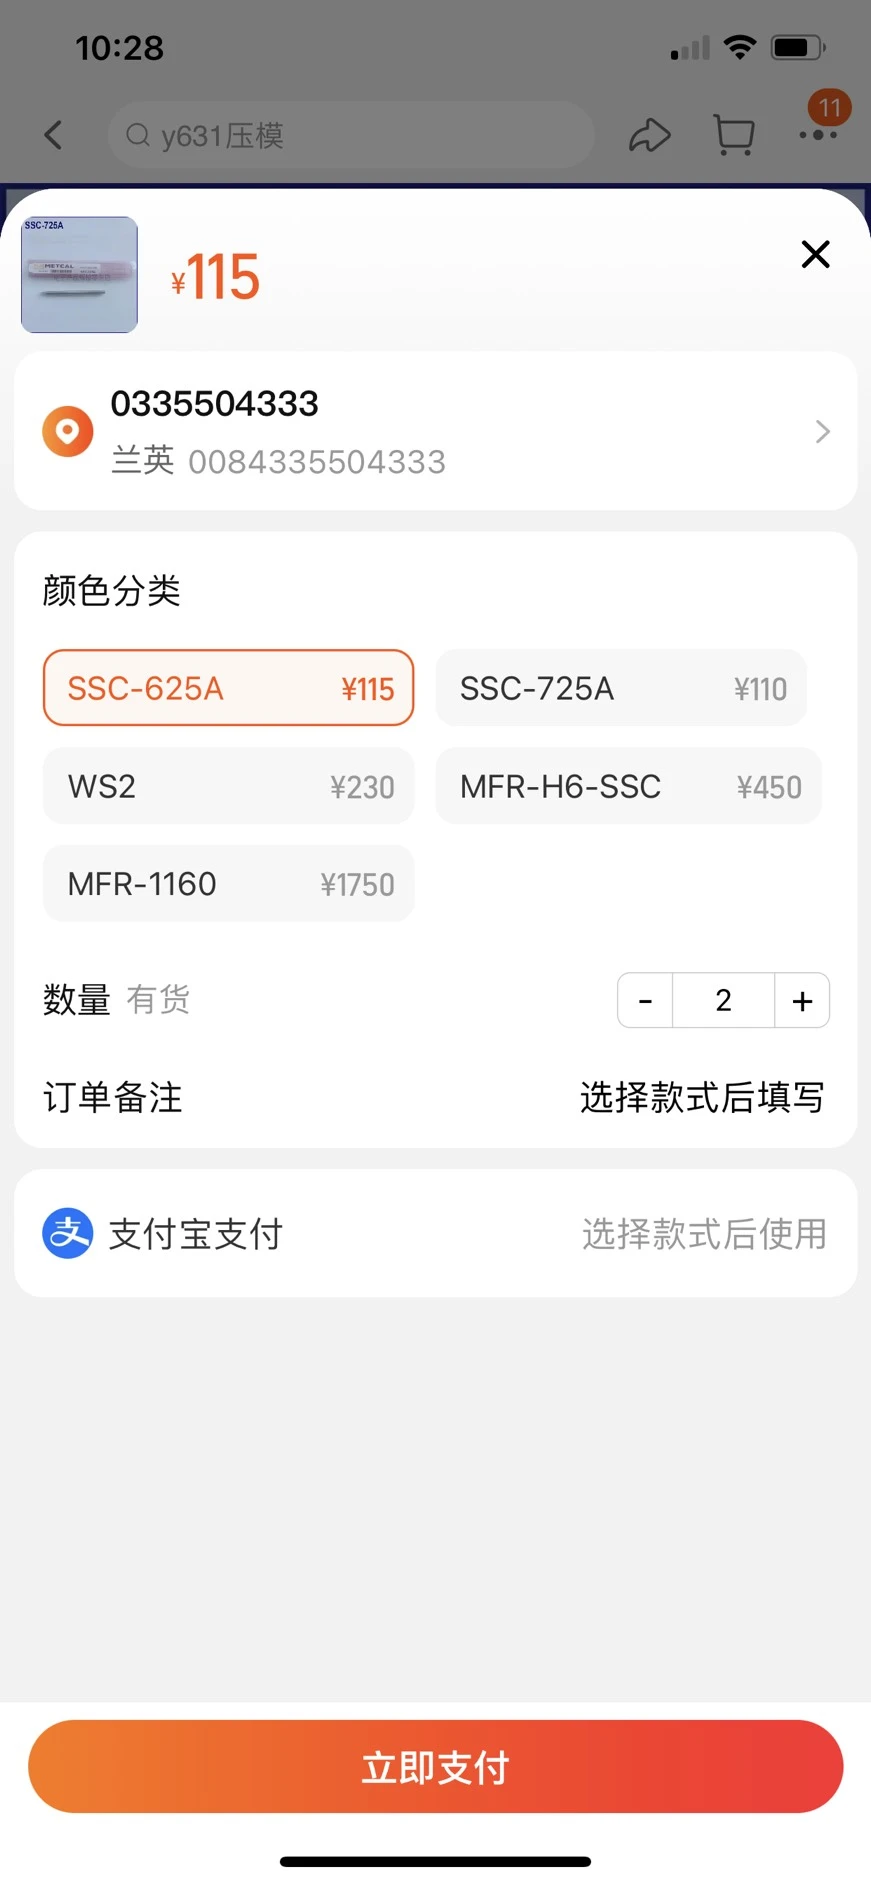 10:28
y631压模
11
SSC-725A
METCAL
¥115
0335504333
兰英 0084335504333
颜色分类
SSC-625A ¥115
SSC-725A ¥110
WS2 ¥230
MFR-H6-SSC ¥450
MFR-1160 ¥1750
数量 有货
- 2 +
订单备注 选择款式后填写
支 支付宝支付 选择款式后使用
立即支付